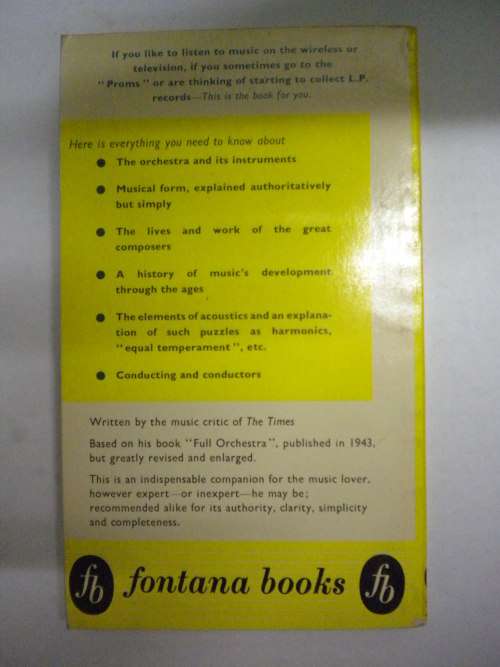 If you like to listen to music on the wireless or
television, if you sometimes go to the
"Proms" or are thinking of starting to collect L.P.
records—This is the book for you.
Here is everything you need to know about
● The orchestra and its instruments
● Musical form, explained authoritatively
but simply
● The lives and work of the great
composers
● A history of music's development
through the ages
● The elements of acoustics and an explana-
tion of such puzzles as harmonics,
"equal temperament", etc.
● Conducting and conductors
Written by the music critic of The Times
Based on his book "Full Orchestra", published in 1943,
but greatly revised and enlarged.
This is an indispensable companion for the music lover,
however expert—or inexpert—he may be;
recommended alike for its authority, clarity, simplicity
and completeness.
fb fontana books fb